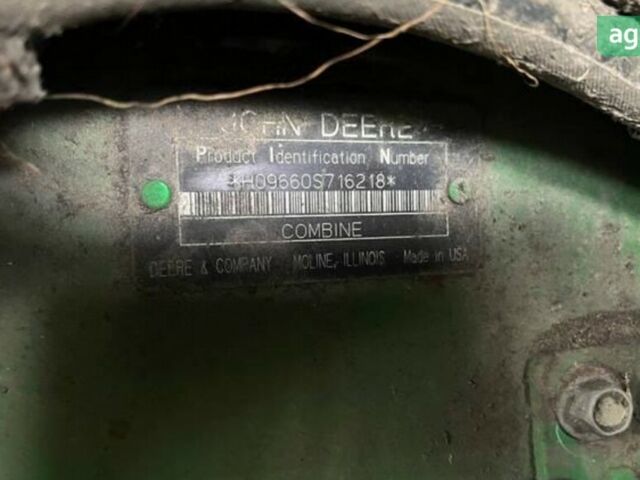 ag
JOHN DEERE
Product Identification Number
*H09660S716218*
COMBINE
DEERE & COMPANY MOLINE, ILLINOIS Made in USA